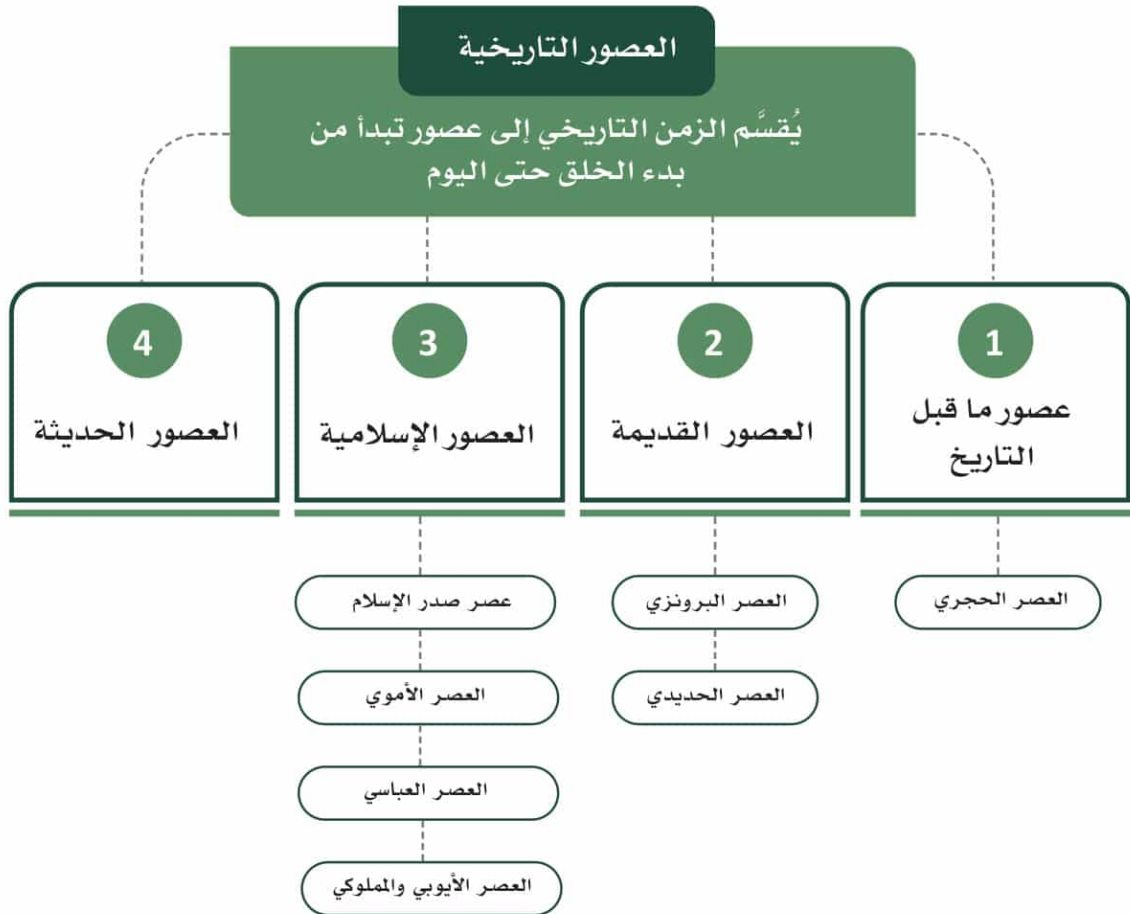 العصور التاريخية
يُقسَّم الزمن التاريخي إلى عصور تبدأ من
بدء الخلق حتى اليوم
1
عصور ما قبل
التاريخ
العصر الحجري
2
العصور القديمة
العصر البرونزي
العصر الحديدي
3
العصور الإسلامية
عصر صدر الإسلام
العصر الأموي
العصر العباسي
العصر الأيوبي والمملوكي
4
العصور الحديثة